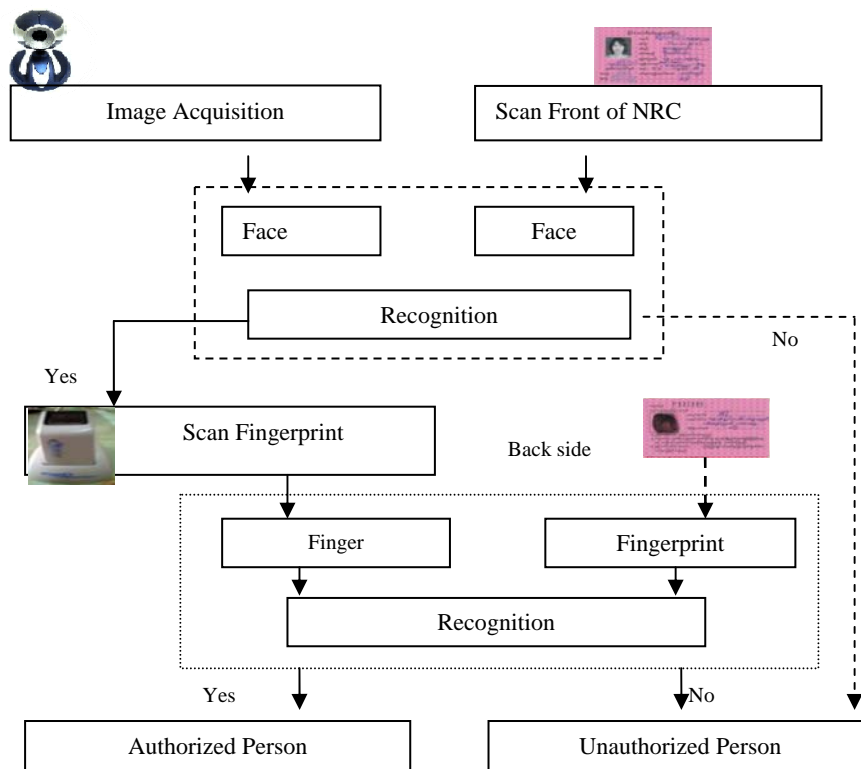 Image Acquisition
Scan Front of NRC
Face
Face
Recognition
No
Yes
Scan Fingerprint
Back side
Finger
Fingerprint
Recognition
Yes
No
Authorized Person
Unauthorized Person